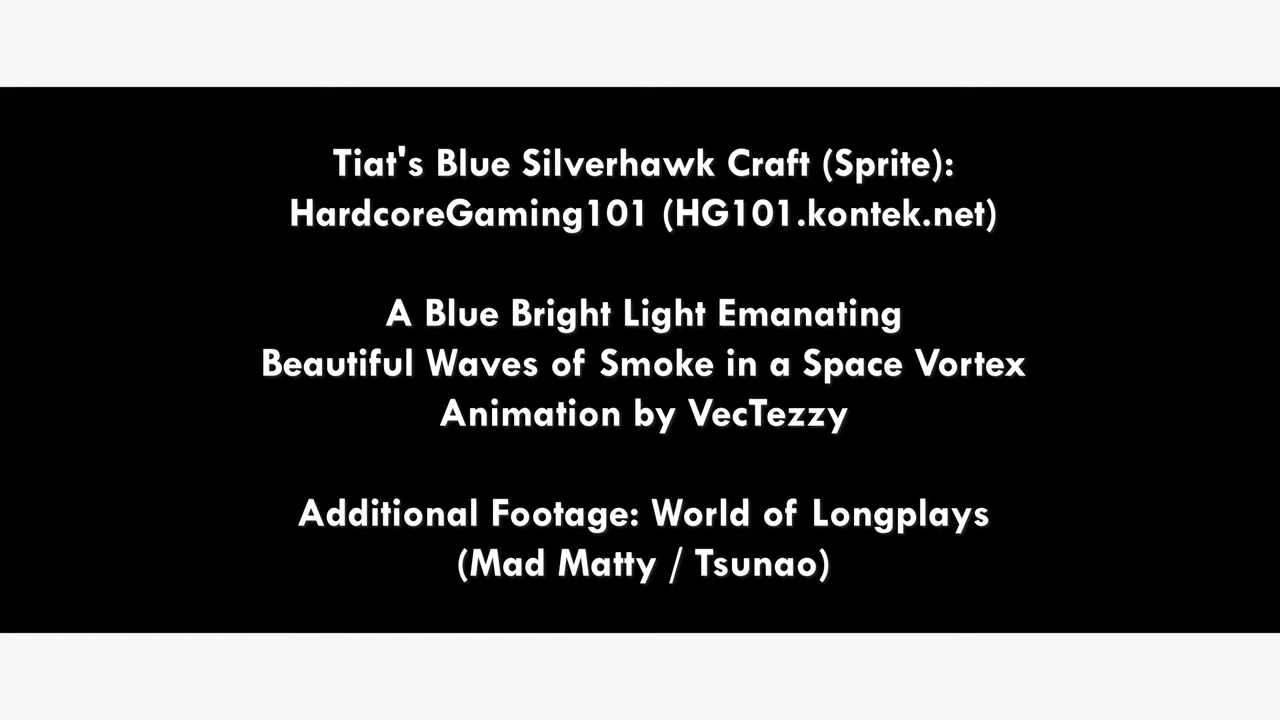 Tiat's Blue Silverhawk Craft (Sprite):
HardcoreGaming101 (HG101.kontek.net)
A Blue Bright Light Emanating
Beautiful Waves of Smoke in a Space Vortex
Animation by VecTezzy
Additional Footage: World of Longplays
(Mad Matty / Tsunao)